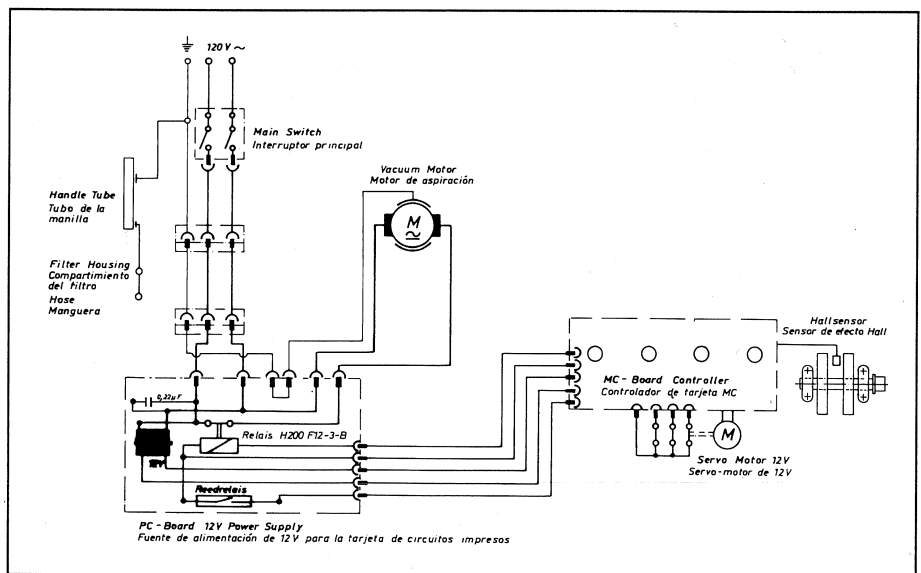 120 V ~
Main Switch
Interruptor principal
Vacuum Motor
Motor de aspiración
M
Handle Tube
Tubo de la
manilla
Filter Housing
Compartimiento
del filtro
Hose
Manguera
Hallsensor
Sensor de efecto Hall
MC-Board Controller
Controlador de tarjeta MC
M
Servo Motor 12V
Servo-motor de 12V
0,22µF
Relais H200 F12-3-B
12V
Reedrelais
PC-Board 12V Power Supply
Fuente de alimentación de 12V para la tarjeta de circuitos impresos